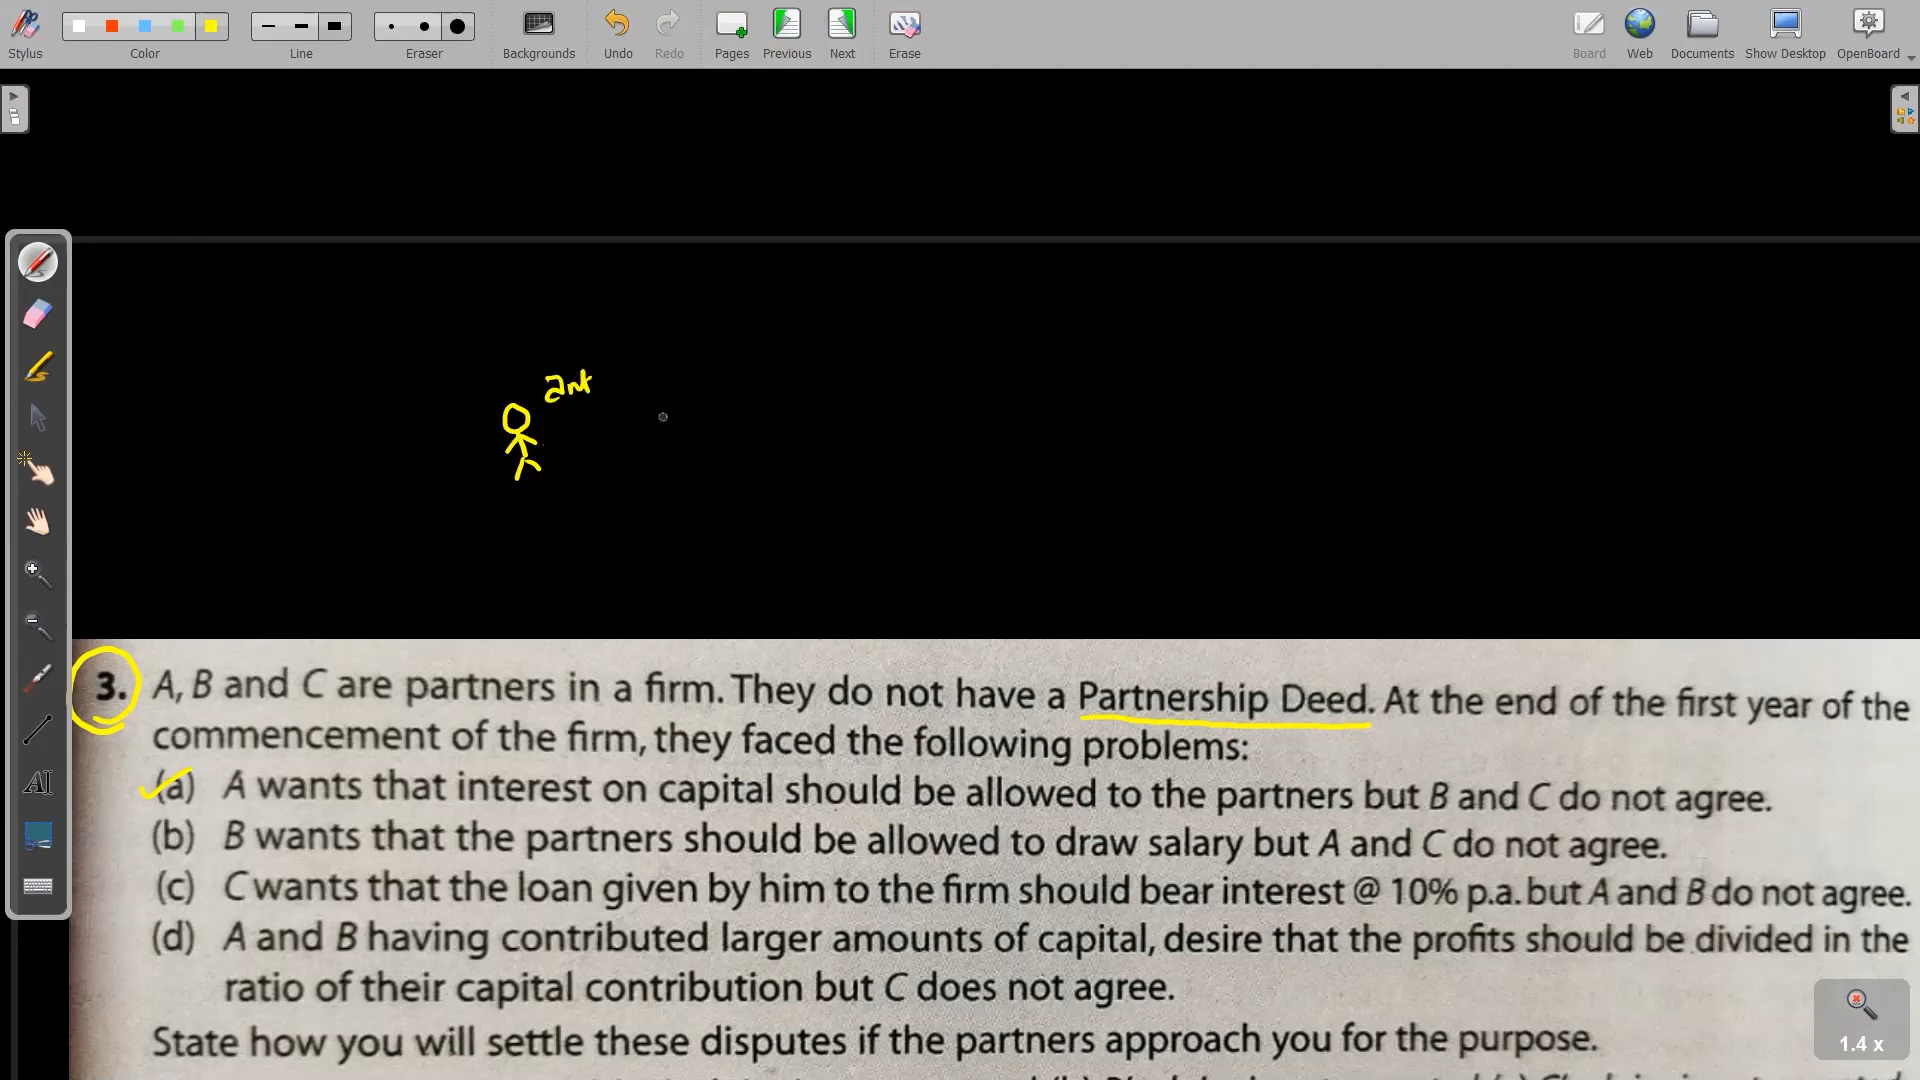 Stylus Color Line Eraser Backgrounds Undo Redo Pages Previous Next Erase Board Web Documents Show Desktop OpenBoard
3. A, B and C are partners in a firm. They do not have a Partnership Deed. At the end of the first year of the
commencement of the firm, they faced the following problems:
(a) A wants that interest on capital should be allowed to the partners but B and C do not agree.
(b) B wants that the partners should be allowed to draw salary but A and C do not agree.
(c) C wants that the loan given by him to the firm should bear interest @ 10% p.a. but A and B do not agree.
(d) A and B having contributed larger amounts of capital, desire that the profits should be divided in the
ratio of their capital contribution but C does not agree.
State how you will settle these disputes if the partners approach you for the purpose.
1.4 x